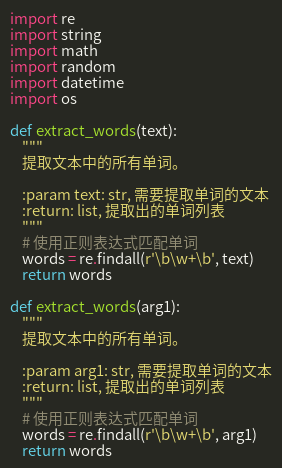 import re
import string
import math
import random
import datetime
import os

def extract_words(text):
    """
    提取文本中的所有单词。

    :param text: str, 需要提取单词的文本
    :return: list, 提取出的单词列表
    """
    # 使用正则表达式匹配单词
    words = re.findall(r'\b\w+\b', text)
    return words

def extract_words(arg1):
    """
    提取文本中的所有单词。

    :param arg1: str, 需要提取单词的文本
    :return: list, 提取出的单词列表
    """
    # 使用正则表达式匹配单词
    words = re.findall(r'\b\w+\b', arg1)
    return words